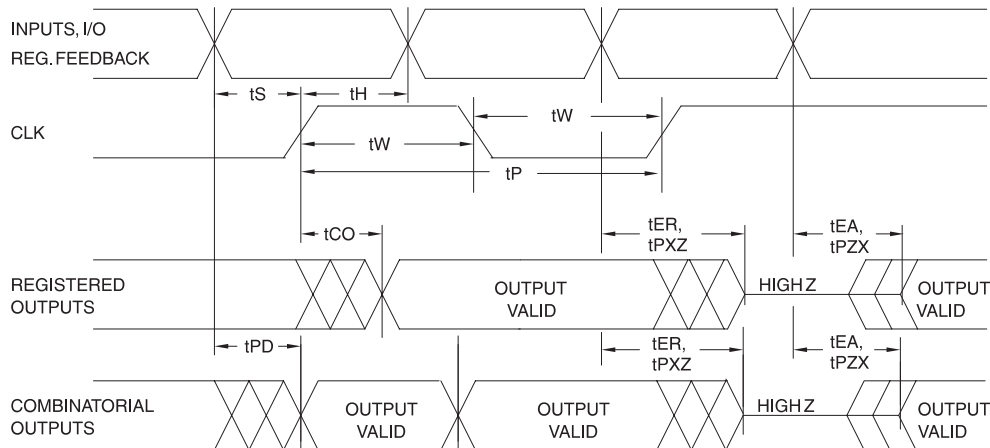 INPUTS, I/O
REG. FEEDBACK
tS
tH
CLK
tW
tW
tP
tCO
tER,
tPXZ
tEA,
tPZX
REGISTERED
OUTPUTS
OUTPUT
VALID
HIGH Z
OUTPUT
VALID
tPD
tER,
tPXZ
tEA,
tPZX
COMBINATORIAL
OUTPUTS
OUTPUT
VALID
OUTPUT
VALID
HIGH Z
OUTPUT
VALID